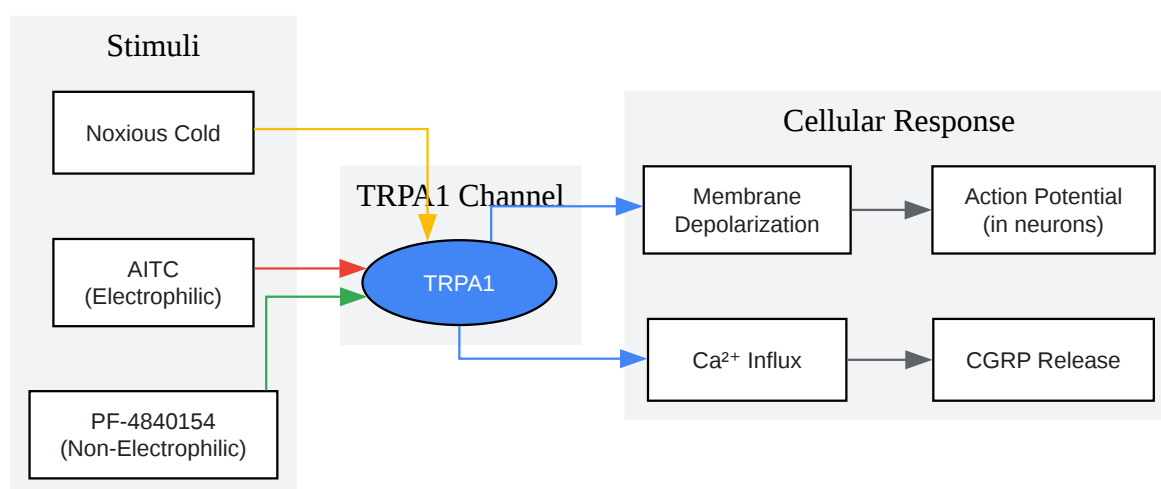 Stimuli
Noxious Cold
AITC
(Electrophilic)
PF-4840154
(Non-Electrophilic)
TRPA1 Channel
TRPA1
Cellular Response
Membrane
Depolarization
Action Potential
(in neurons)
Ca²⁺ Influx
CGRP Release